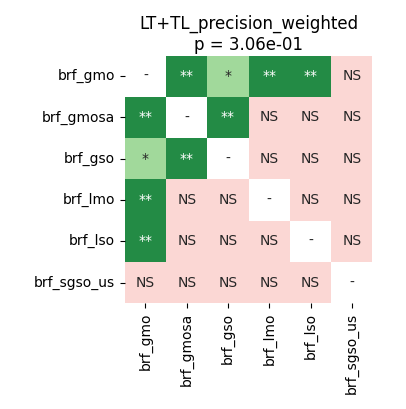 LT+TL_precision_weighted
p = 3.06e-01
brf_gmo - ** * ** ** NS
brf_gmosa ** - ** NS NS NS
brf_gso * ** - NS NS NS
brf_lmo ** NS NS - NS NS
brf_lso ** NS NS NS - NS
brf_sgso_us NS NS NS NS NS -
brf_gmo
brf_gmosa
brf_gso
brf_lmo
brf_lso
brf_sgso_us